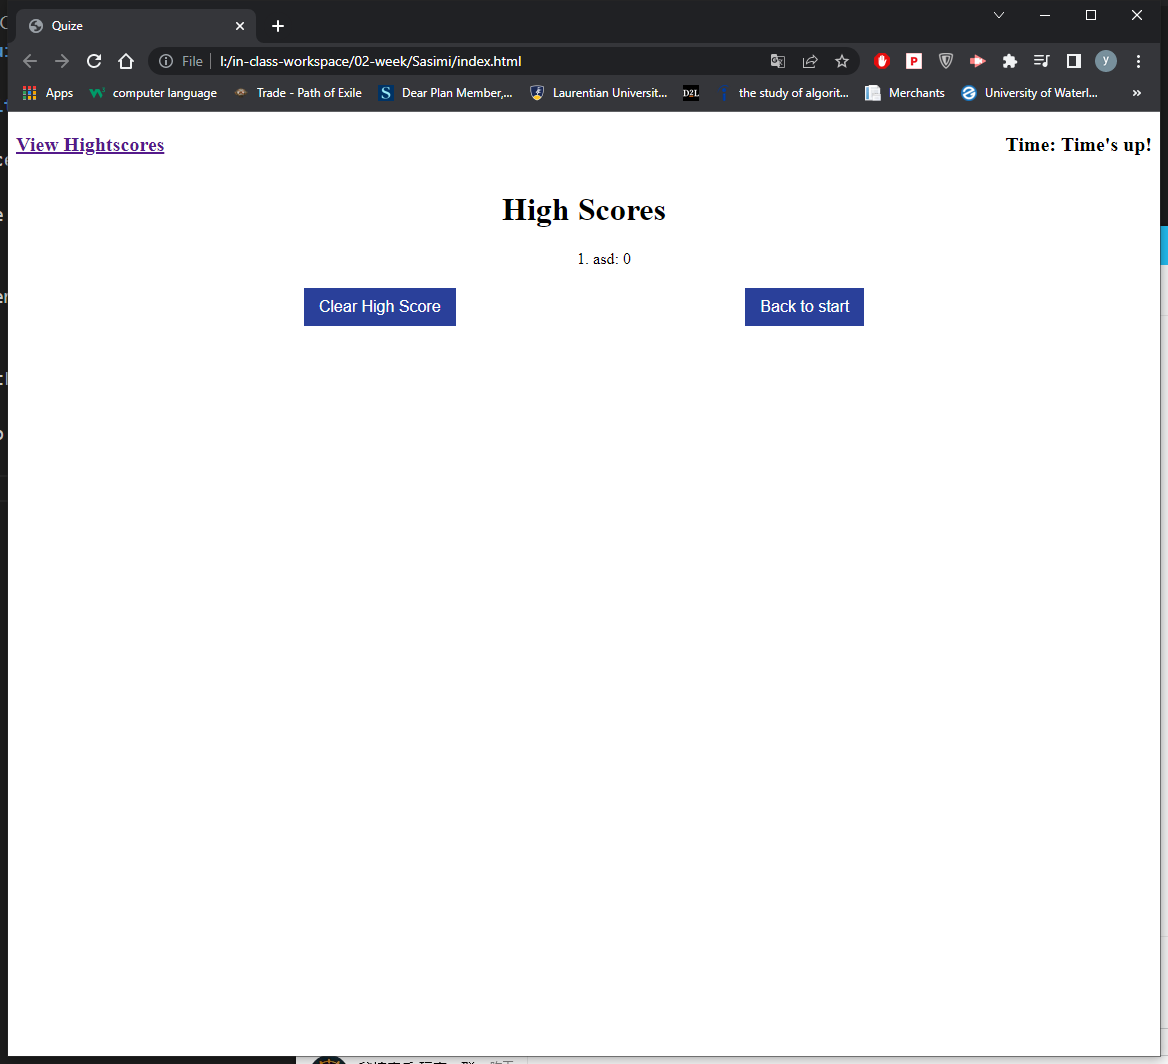 Quize
File
I:/in-class-workspace/02-week/Sasimi/index.html
P
y
Apps
computer language
Trade - Path of Exile
S
Dear Plan Member,...
Laurentian Universit...
D2L
the study of algorit...
Merchants
University of Waterl...
»
View Hightscores
Time: Time's up!
High Scores
1. asd: 0
Clear High Score
Back to start